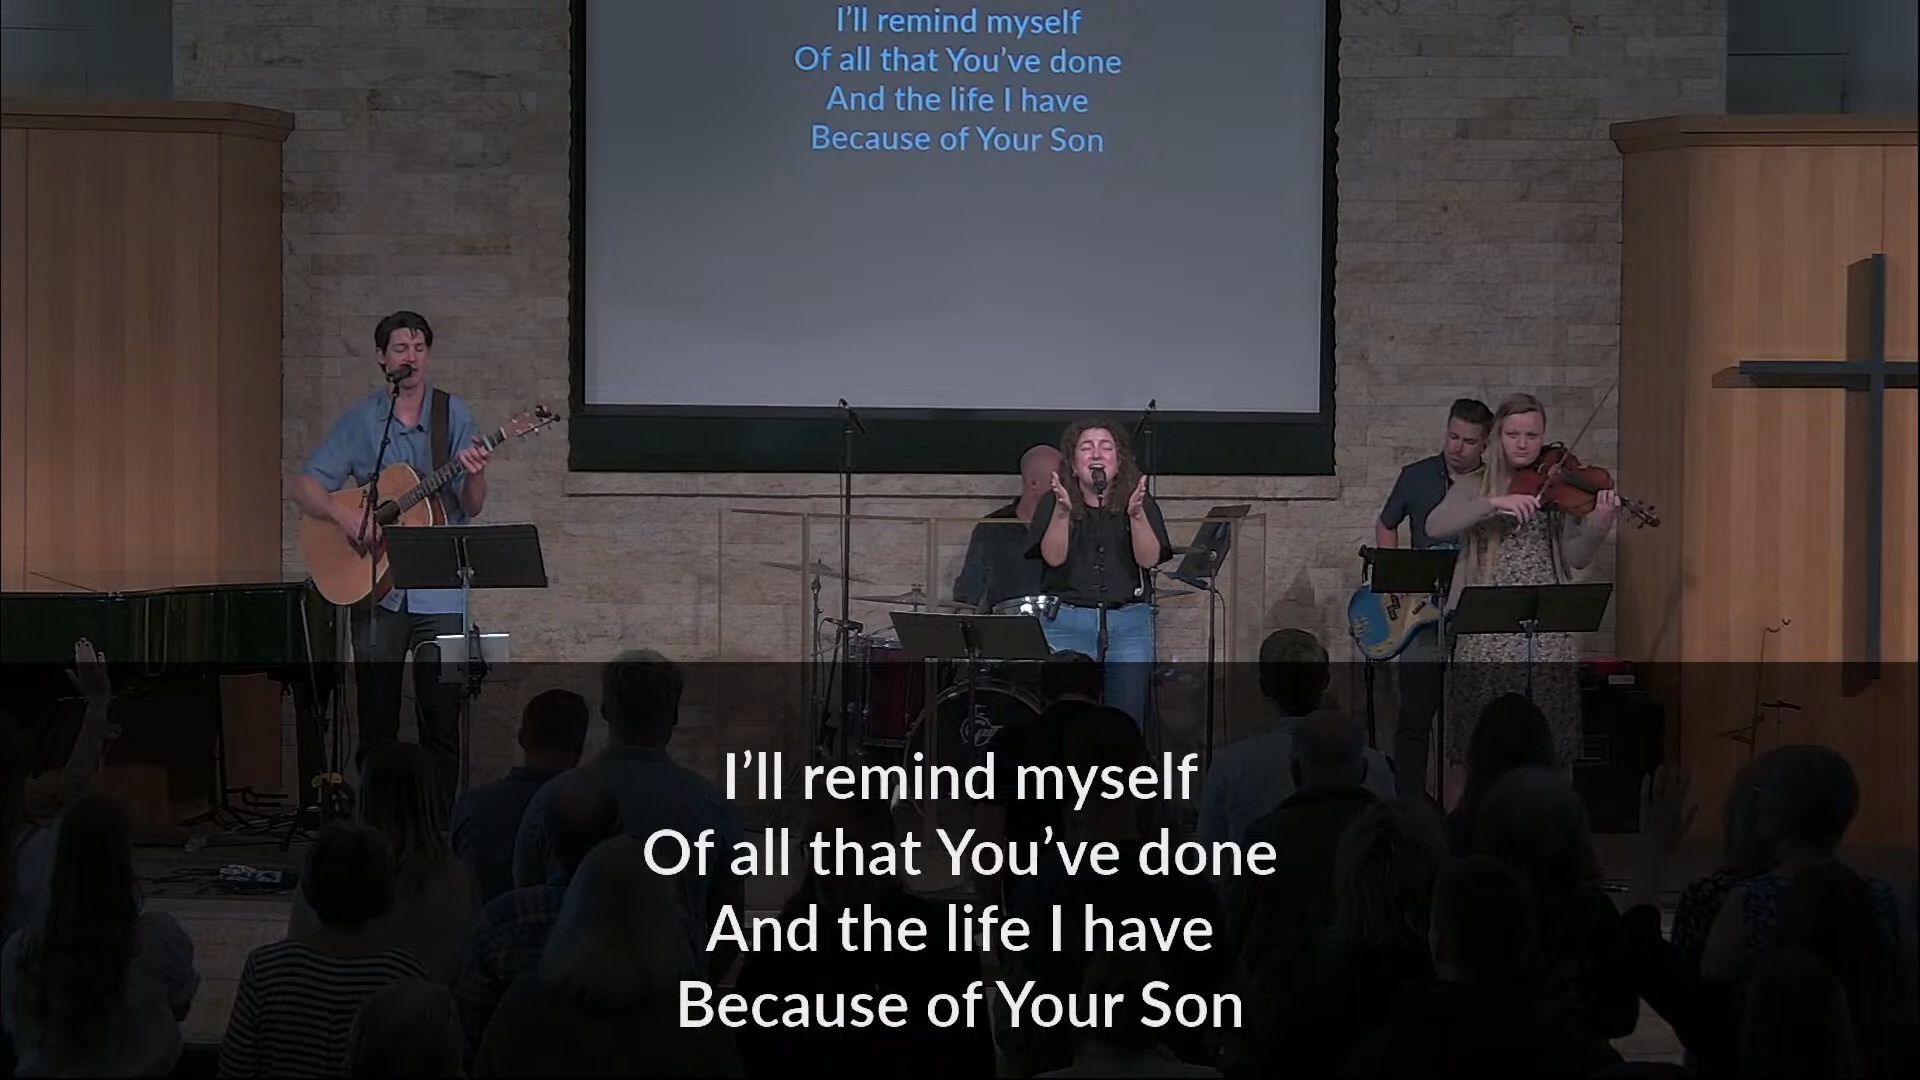 I'll remind myself
Of all that You've done
And the life I have
Because of Your Son
I'll remind myself
Of all that You've done
And the life I have
Because of Your Son